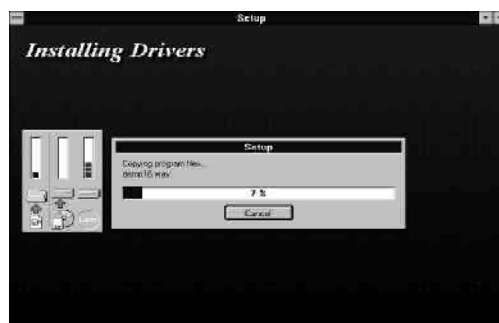 Setup
Installing Drivers
Setup
Copying program files...
demo16.wav
7 %
Cancel